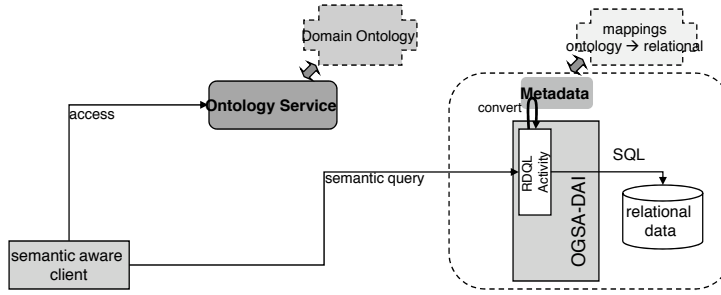 Domain Ontology
mappings
ontology → relational
Ontology Service
Metadata
access
convert
semantic query
RDQL
Activity
OGSA-DAI
SQL
relational
data
semantic aware
client